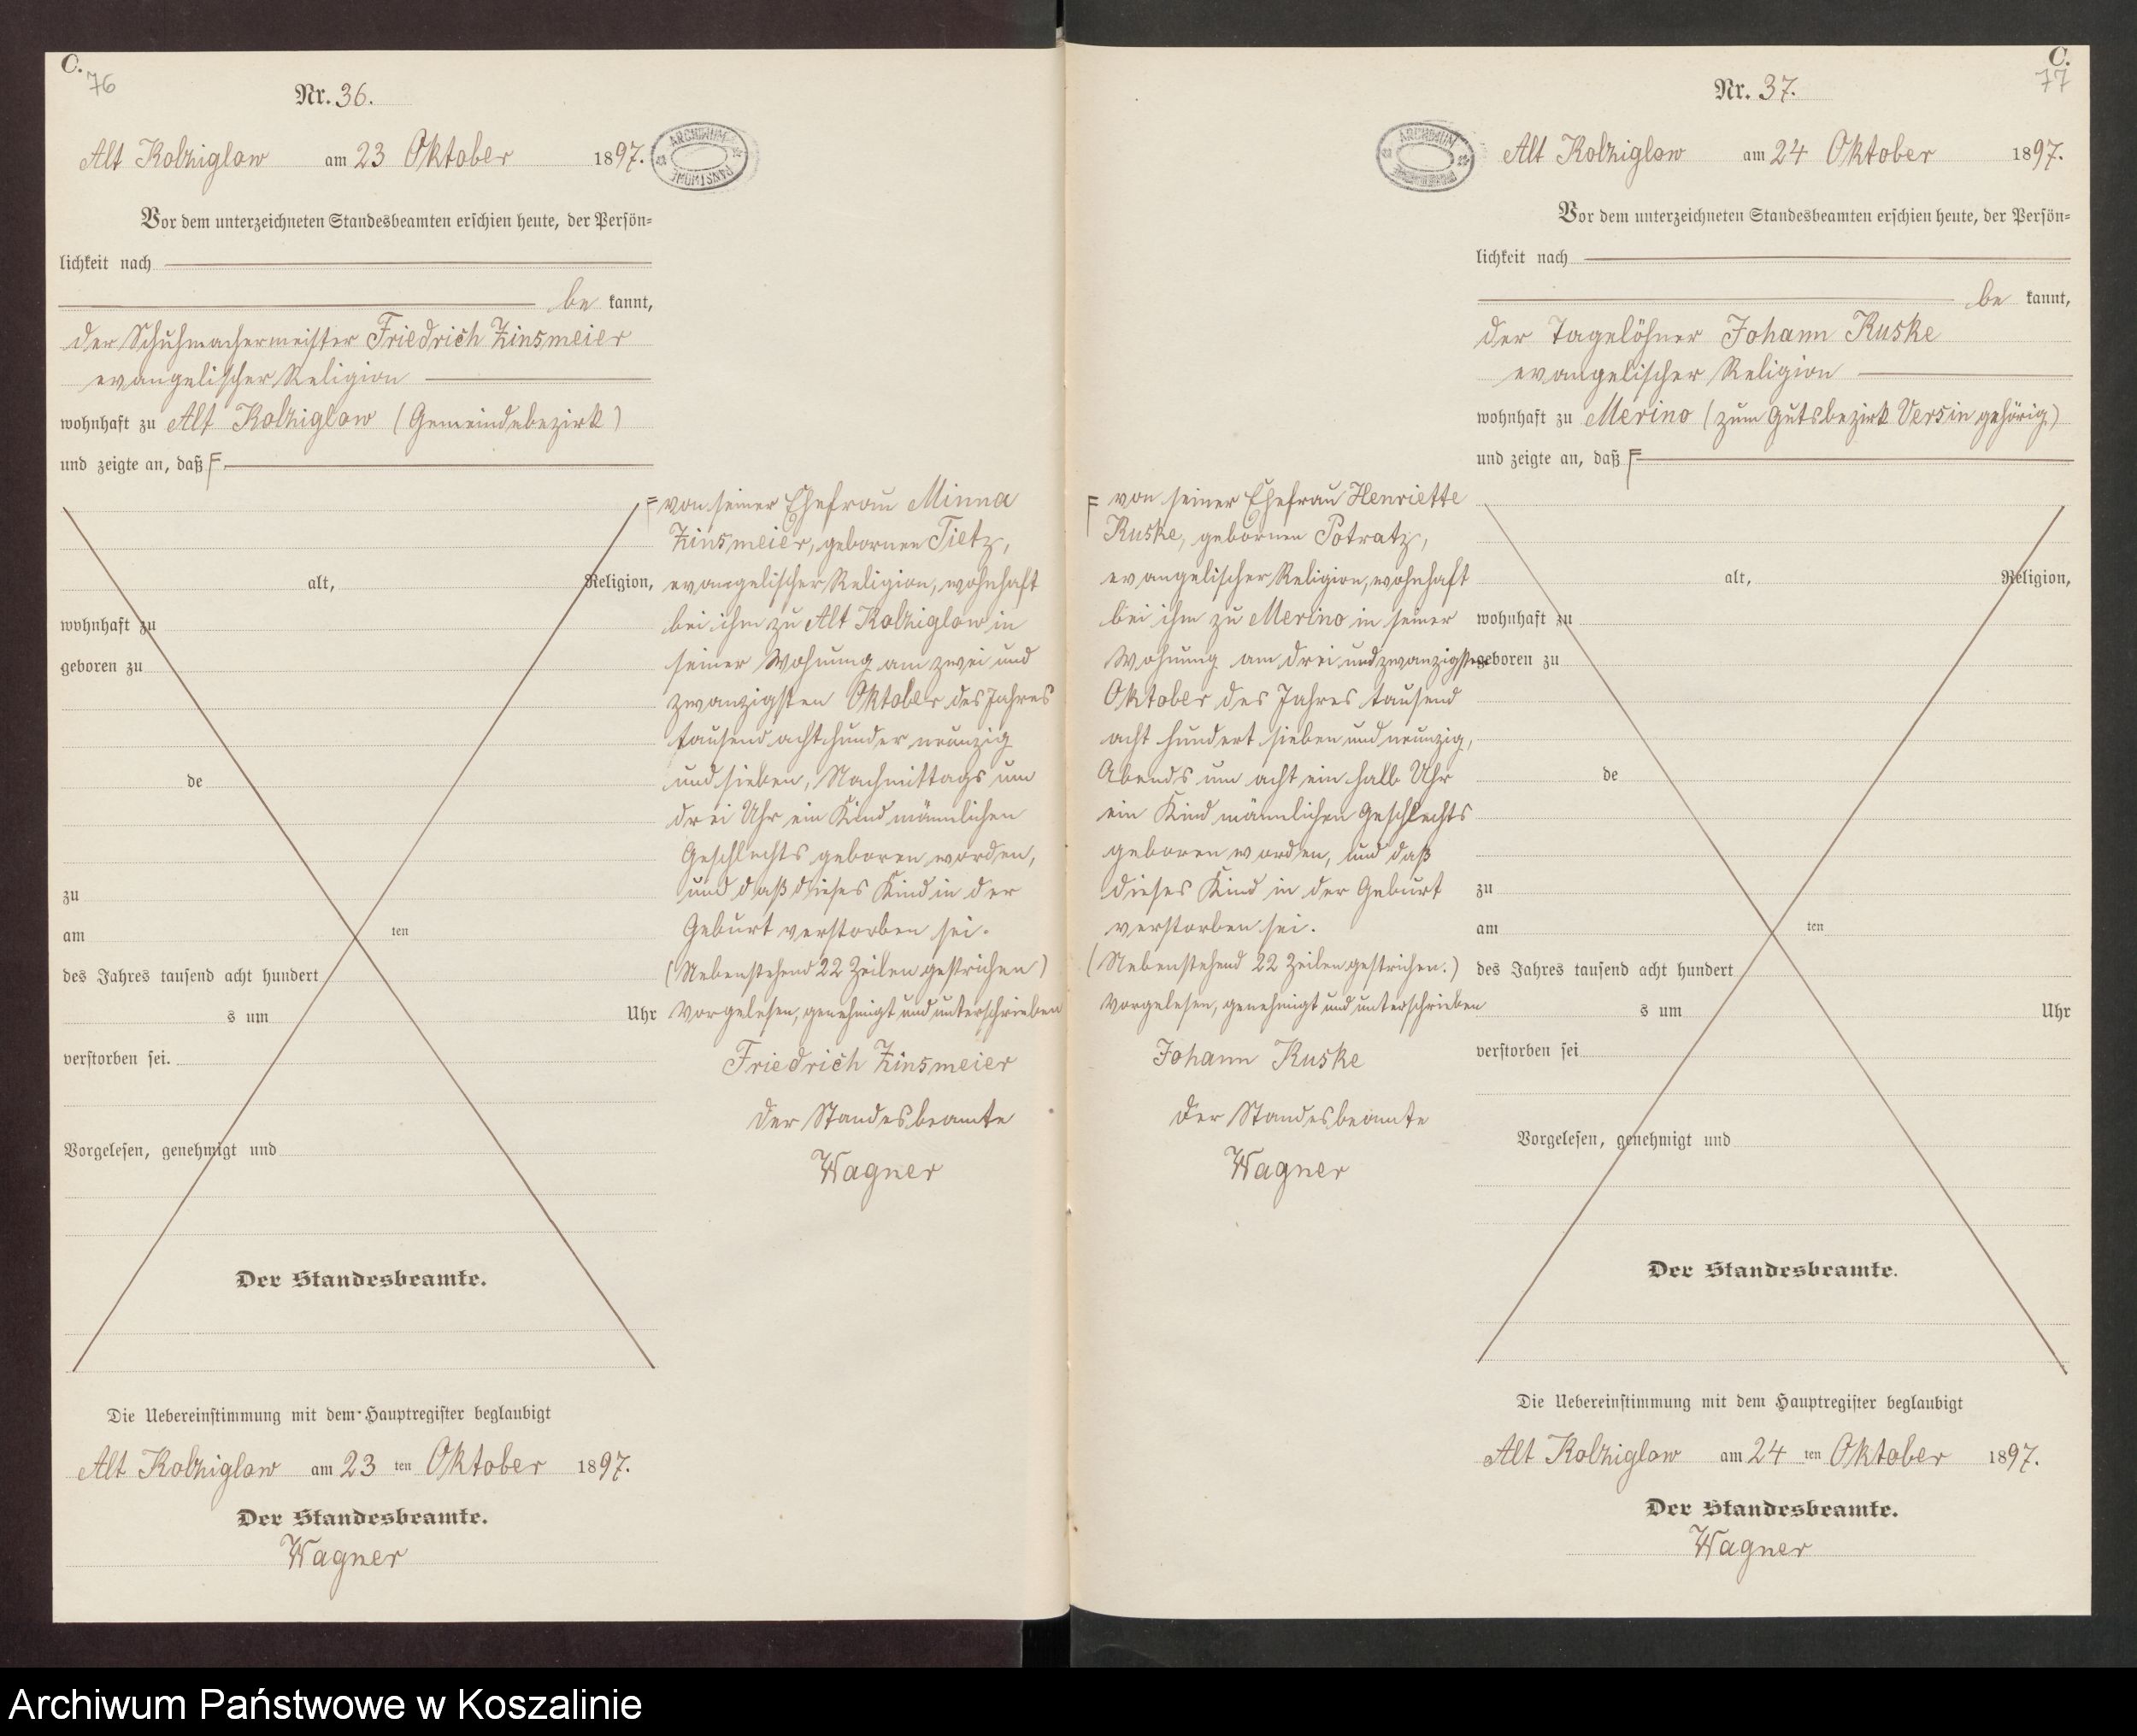 C.
76
Nr. 36.
Alt Kolziglow am 23 Oktober 1897.
ARCHIWUM
PAŃSTWOWE
Vor dem unterzeichneten Standesbeamten erschien heute, der Persön-
lichkeit nach
be kannt,
der Schuhmachermeister Friedrich Zinsmeier
evangelischer Religion
wohnhaft zu Alt Kolziglow (Gemeindebezirk)
und zeigte an, daß F
F von seiner Ehefrau Minna
Zinsmeier, gebornen Tietz,
evangelischer Religion, wohnhaft
bei ihm zu Alt Kolziglow in
seiner Wohnung am zwei und
zwanzigsten Oktober des Jahres
tausend acht hunder neunzig
und sieben, Nachmittags um
drei Uhr ein Kind männlichen
Geschlechts geboren worden,
und daß dieses Kind in der
Geburt verstorben sei.
(Nebenstehend 22 Zeilen gestrichen)
Vorgelesen, genehmigt und unterschrieben
Friedrich Zinsmeier
Der Standesbeamte
Wagner
alt, Religion,
wohnhaft zu
geboren zu
de
zu
am ten
des Jahres tausend acht hundert
s um Uhr
verstorben sei.
Vorgelesen, genehmigt und
Der Standesbeamte.
Die Uebereinstimmung mit dem Hauptregister beglaubigt
Alt Kolziglow am 23 ten Oktober 1897.
Der Standesbeamte.
Wagner
C.
77
Nr. 37.
ARCHIWUM
Alt Kolziglow am 24 Oktober 1897.
Vor dem unterzeichneten Standesbeamten erschien heute, der Persön-
lichkeit nach
be kannt,
der Tagelöhner Johann Kuske
evangelischer Religion
wohnhaft zu Merino (zum Gutsbezirk Versin gehörig)
und zeigte an, daß F
F von seiner Ehefrau Henriette
Kuske, gebornen Potratz,
evangelischer Religion, wohnhaft
bei ihm zu Merino in seiner
Wohnung am drei und zwanzigsten
Oktober des Jahres tausend
acht hundert sieben und neunzig,
Abends um acht ein halb Uhr
ein Kind männlichen Geschlechts
geboren worden, und daß
dieses Kind in der Geburt
verstorben sei.
(Nebenstehend 22 Zeilen gestrichen.)
Vorgelesen, genehmigt und unterschrieben
Johann Kuske
Der Standesbeamte
Wagner
alt, Religion,
wohnhaft zu
geboren zu
de
zu
am ten
des Jahres tausend acht hundert
s um Uhr
verstorben sei
Vorgelesen, genehmigt und
Der Standesbeamte.
Die Uebereinstimmung mit dem Hauptregister beglaubigt
Alt Kolziglow am 24 ten Oktober 1897.
Der Standesbeamte.
Wagner
Archiwum Państwowe w Koszalinie